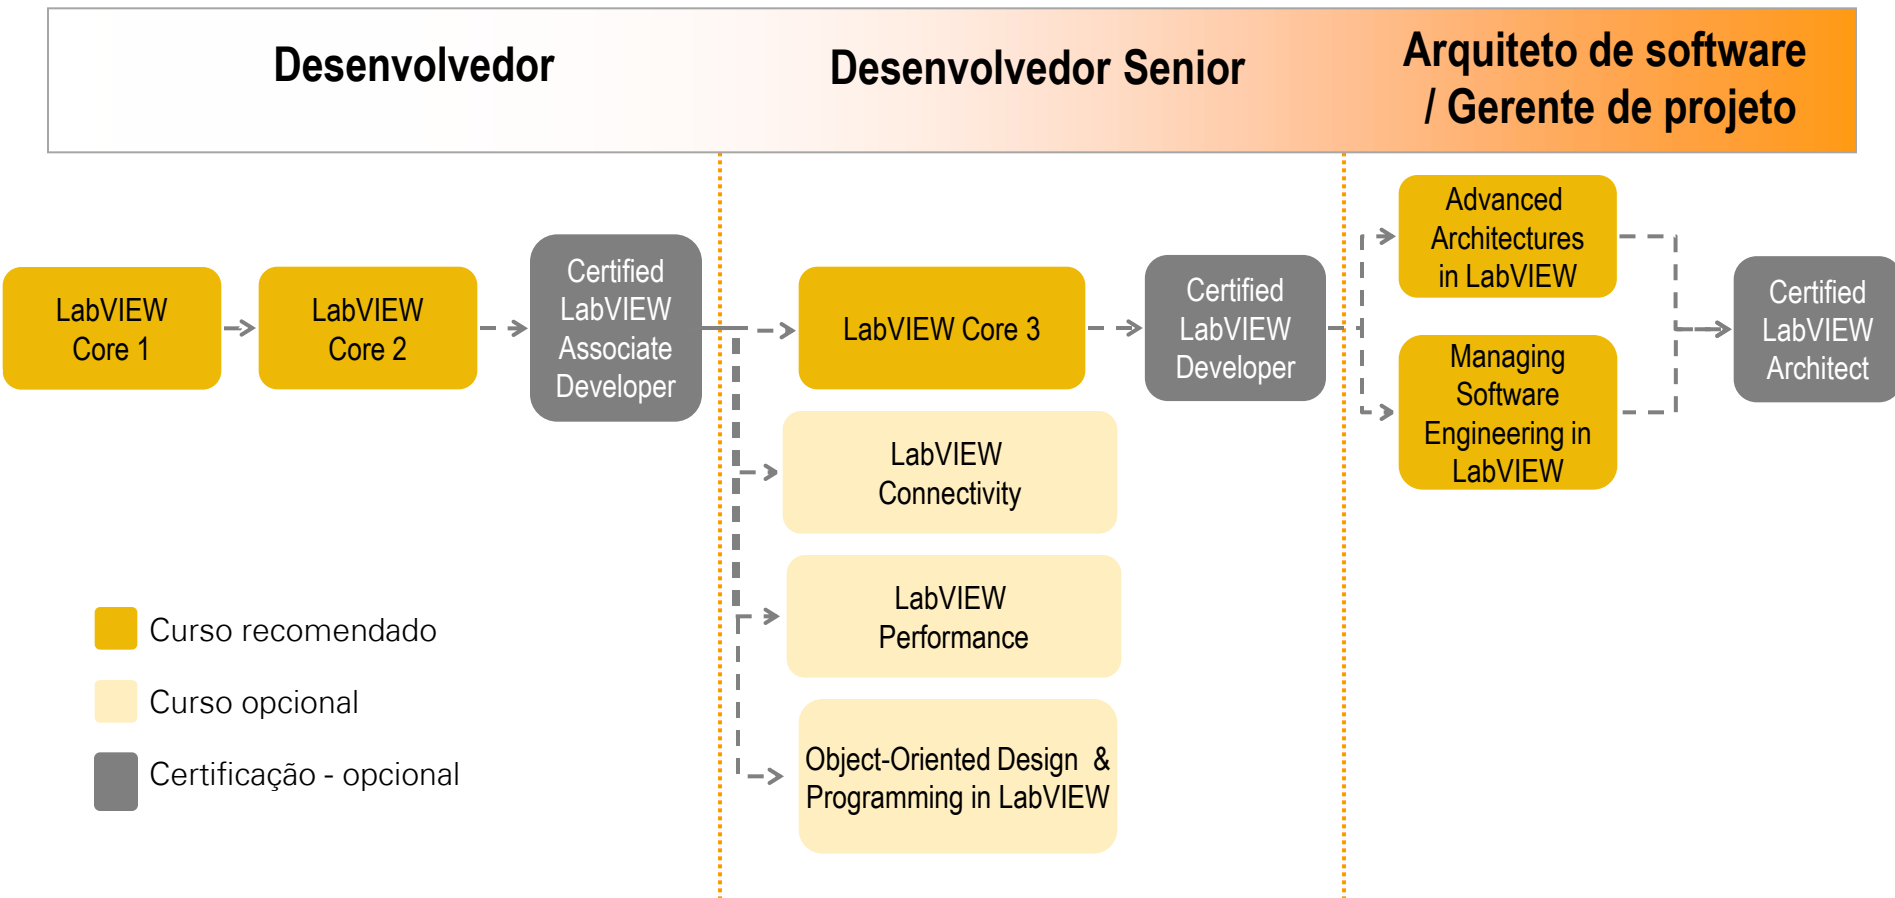 Desenvolvedor
Desenvolvedor Senior
Arquiteto de software
/ Gerente de projeto
LabVIEW
Core 1
LabVIEW
Core 2
Certified
LabVIEW
Associate
Developer
LabVIEW Core 3
Certified
LabVIEW
Developer
Advanced
Architectures
in LabVIEW
Managing
Software
Engineering in
LabVIEW
Certified
LabVIEW
Architect
LabVIEW
Connectivity
LabVIEW
Performance
Object-Oriented Design &
Programming in LabVIEW
Curso recomendado
Curso opcional
Certificação - opcional